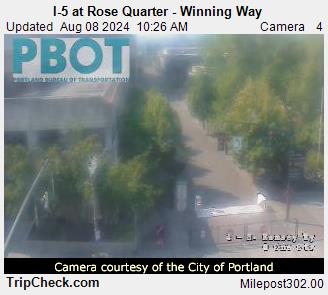 I-5 at Rose Quarter - Winning Way
Updated Aug 08 2024 10:26 AM Camera 4
PBOT
PORTLAND BUREAU OF TRANSPORTATION
Camera courtesy of the City of Portland
TripCheck.com Milepost302.00